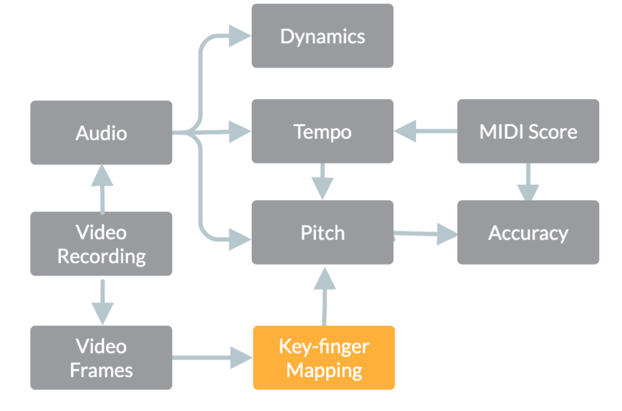 Dynamics
Audio
Tempo
MIDI Score
Video
Recording
Pitch
Accuracy
Video
Frames
Key-finger
Mapping